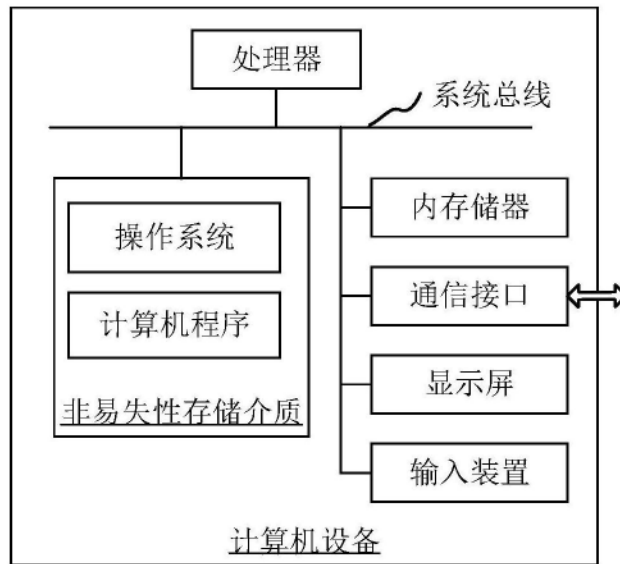 处理器
系统总线
操作系统
计算机程序
非易失性存储介质
内存储器
通信接口
显示屏
输入装置
计算机设备